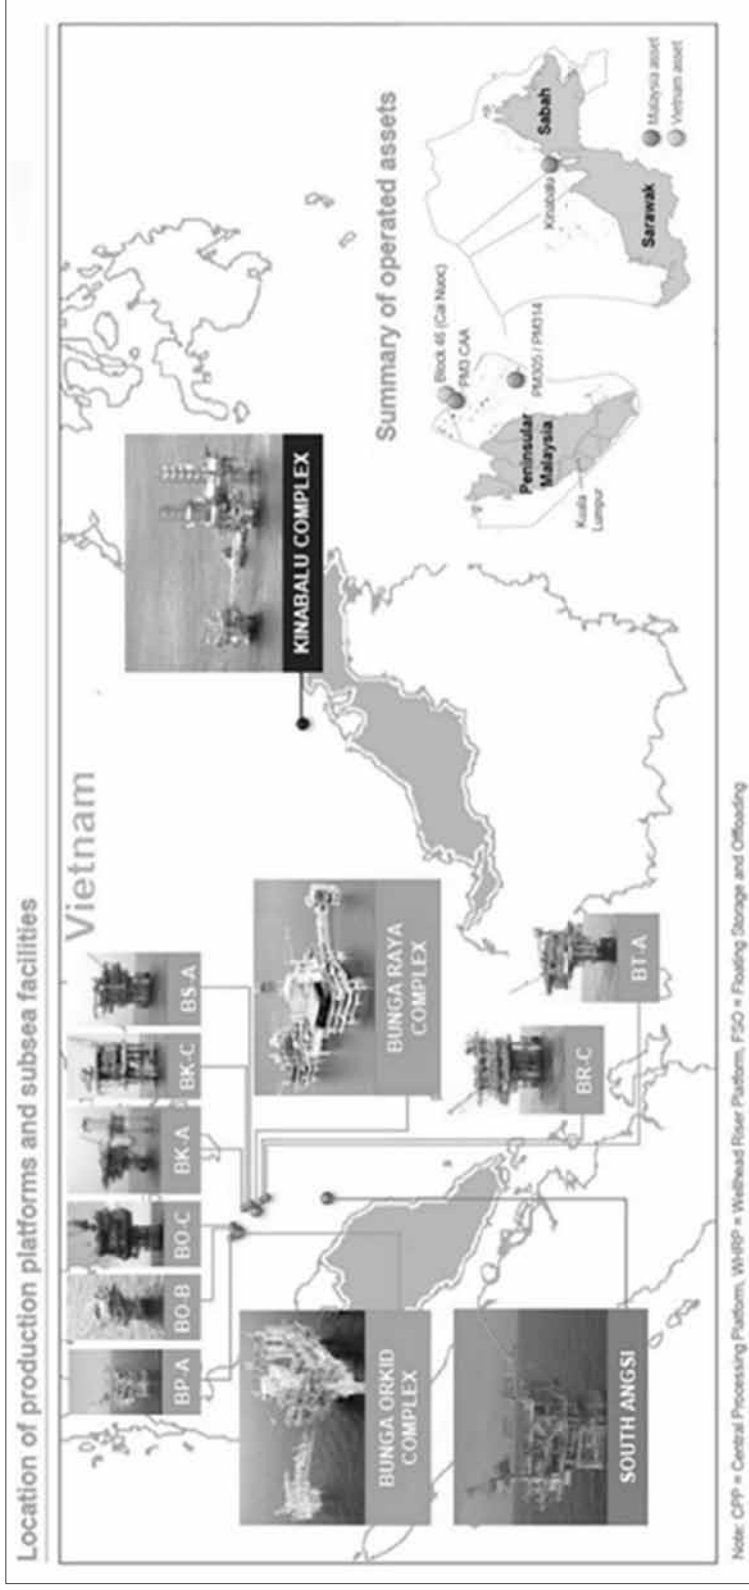 Location of production platforms and subsea facilities
Vietnam
BP-A
BO-B
BO-C
BK-A
BK-C
BS-A
BUNGA ORKID
COMPLEX
SOUTH ANGSI
BUNGA RAYA
COMPLEX
BR-C
BT-A
KINABALU COMPLEX
Summary of operated assets
Block 46 (Cai Nuoc)
PM3 CAA
PM305 / PM314
Peninsular
Malaysia
Kuala
Lumpur
Kinabalu
Sabah
Sarawak
Malaysia asset
Vietnam asset
Note: CPP = Central Processing Platform, WHRP = Wellhead Riser Platform, FSO = Floating Storage and Offloading